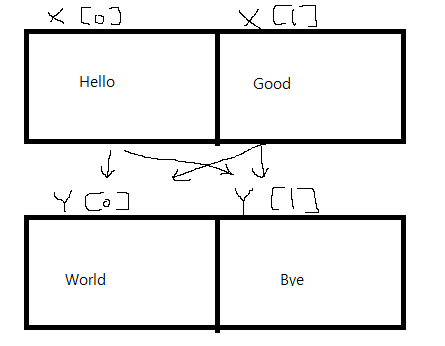 X [0] X [1]
Hello Good
Y [0] Y [1]
World Bye